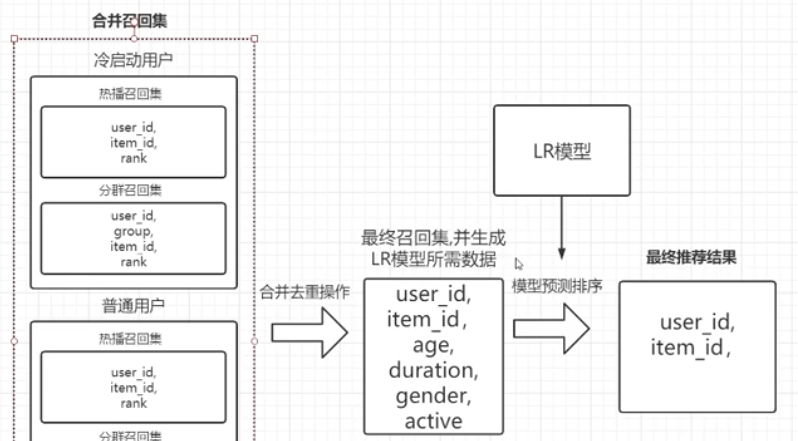 合并召回集
冷启动用户
热播召回集
user_id,
item_id,
rank
分群召回集
user_id,
group,
item_id,
rank
普通用户
热播召回集
user_id,
item_id,
rank
分群召回集
合并去重操作
最终召回集,并生成
LR模型所需数据
user_id,
item_id,
age,
duration,
gender,
active
LR模型
模型预测排序
最终推荐结果
user_id,
item_id,